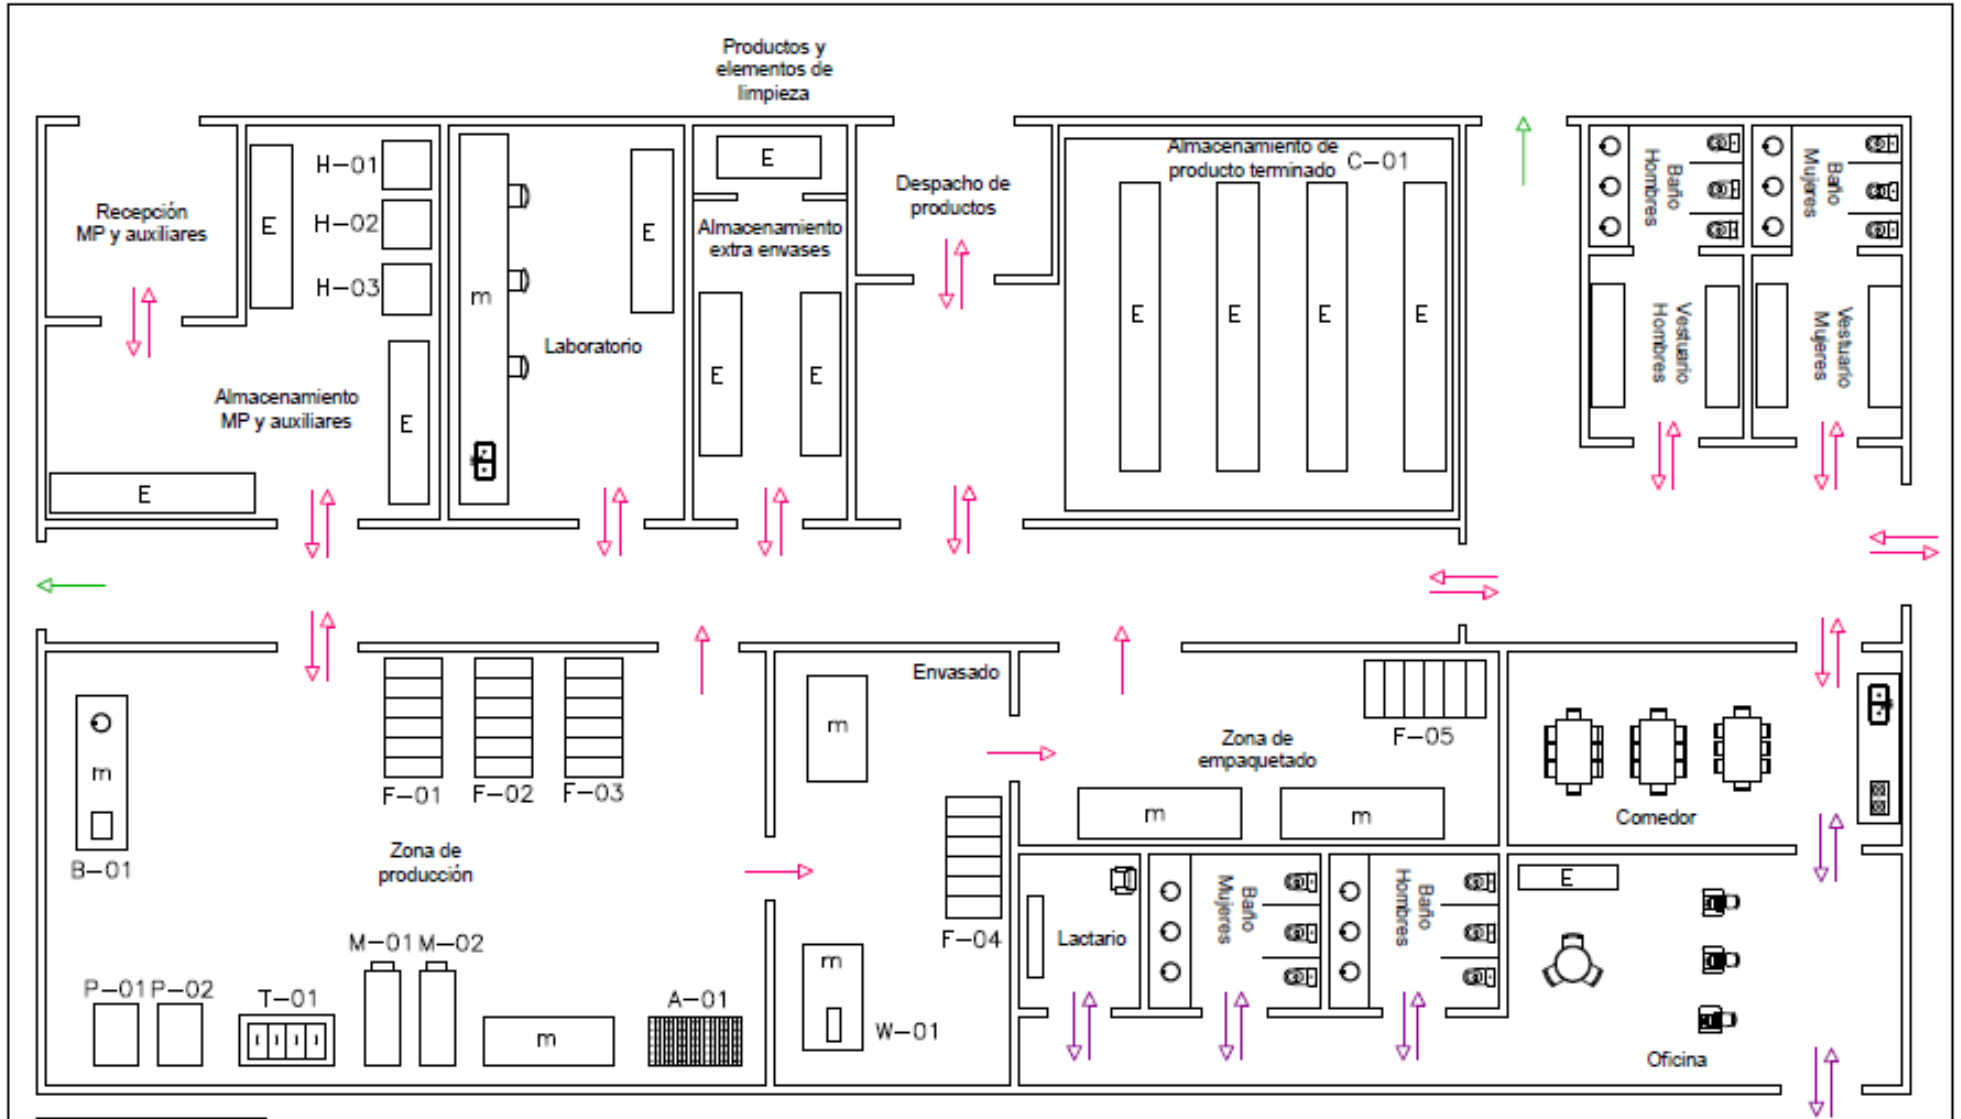 Productos y
elementos de
limpieza
Recepción
MP y auxiliares
E
H-01
H-02
H-03
Almacenamiento
MP y auxiliares
E
E
m
E
Laboratorio
E
Almacenamiento
extra envases
E
E
Despacho de
productos
Almacenamiento de
producto terminado
C-01
E
E
E
E
Baño
Hombres
Baño
Mujeres
Vestuario
Hombres
Vestuario
Mujeres
m
B-01
F-01
F-02
F-03
Zona de
producción
P-01
P-02
T-01
M-01
M-02
m
A-01
Envasado
m
F-04
m
W-01
Zona de
empaquetado
F-05
m
m
Comedor
Lactario
Baño
Mujeres
Baño
Hombres
E
Oficina